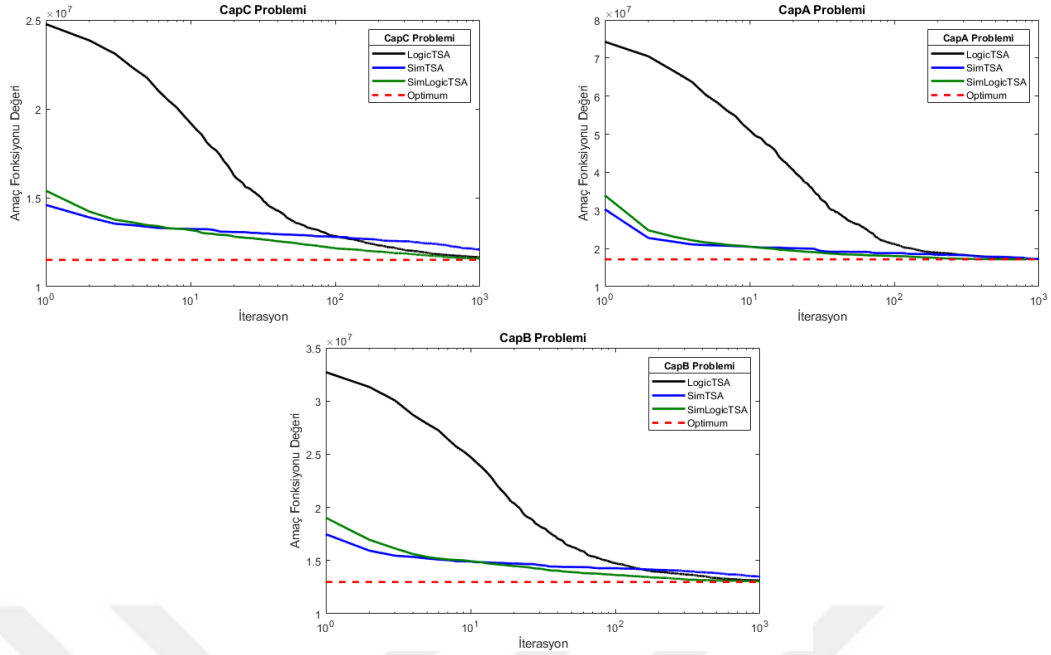 CapC Problemi
×10^7
2.5
2
1.5
1
Amaç Fonksiyonu Değeri
10^0
10^1
10^2
10^3
İterasyon
CapC Problemi
LogicTSA
SimTSA
SimLogicTSA
Optimum
CapA Problemi
×10^7
8
7
6
5
4
3
2
1
Amaç Fonksiyonu Değeri
10^0
10^1
10^2
10^3
İterasyon
CapA Problemi
LogicTSA
SimTSA
SimLogicTSA
Optimum
CapB Problemi
×10^7
3.5
3
2.5
2
1.5
1
Amaç Fonksiyonu Değeri
10^0
10^1
10^2
10^3
İterasyon
CapB Problemi
LogicTSA
SimTSA
SimLogicTSA
Optimum